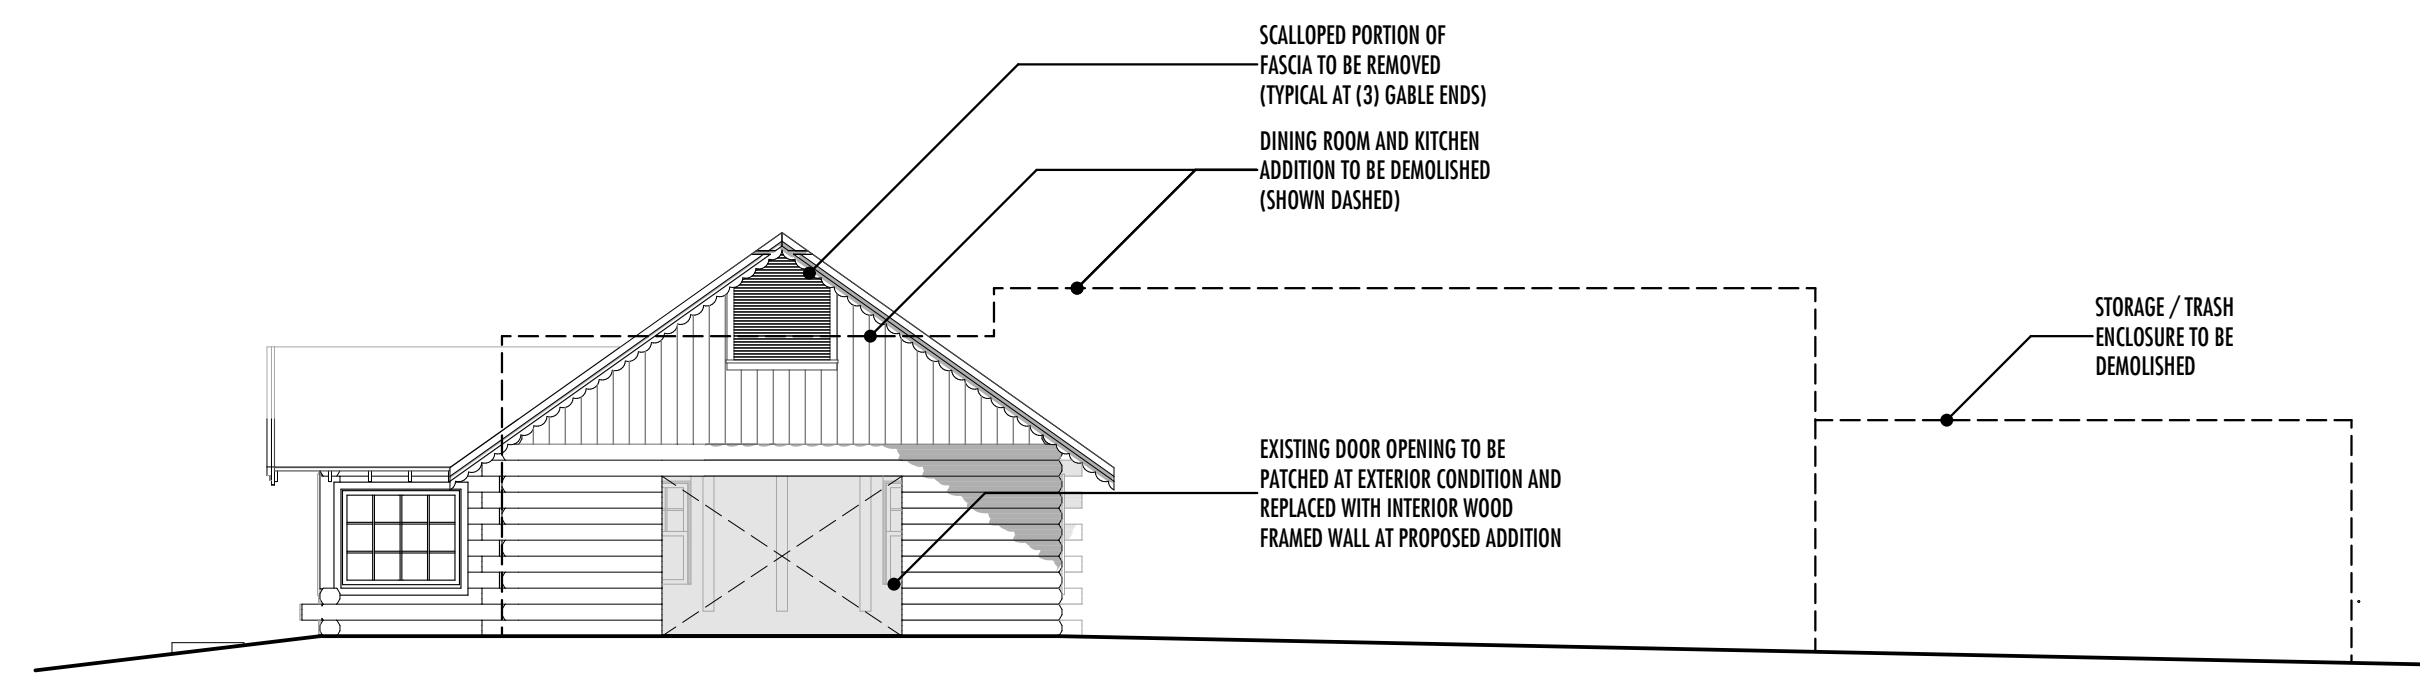 SCALLOPED PORTION OF
FASCIA TO BE REMOVED
(TYPICAL AT (3) GABLE ENDS)
DINING ROOM AND KITCHEN
ADDITION TO BE DEMOLISHED
(SHOWN DASHED)
STORAGE / TRASH
ENCLOSURE TO BE
DEMOLISHED
EXISTING DOOR OPENING TO BE
PATCHED AT EXTERIOR CONDITION AND
REPLACED WITH INTERIOR WOOD
FRAMED WALL AT PROPOSED ADDITION